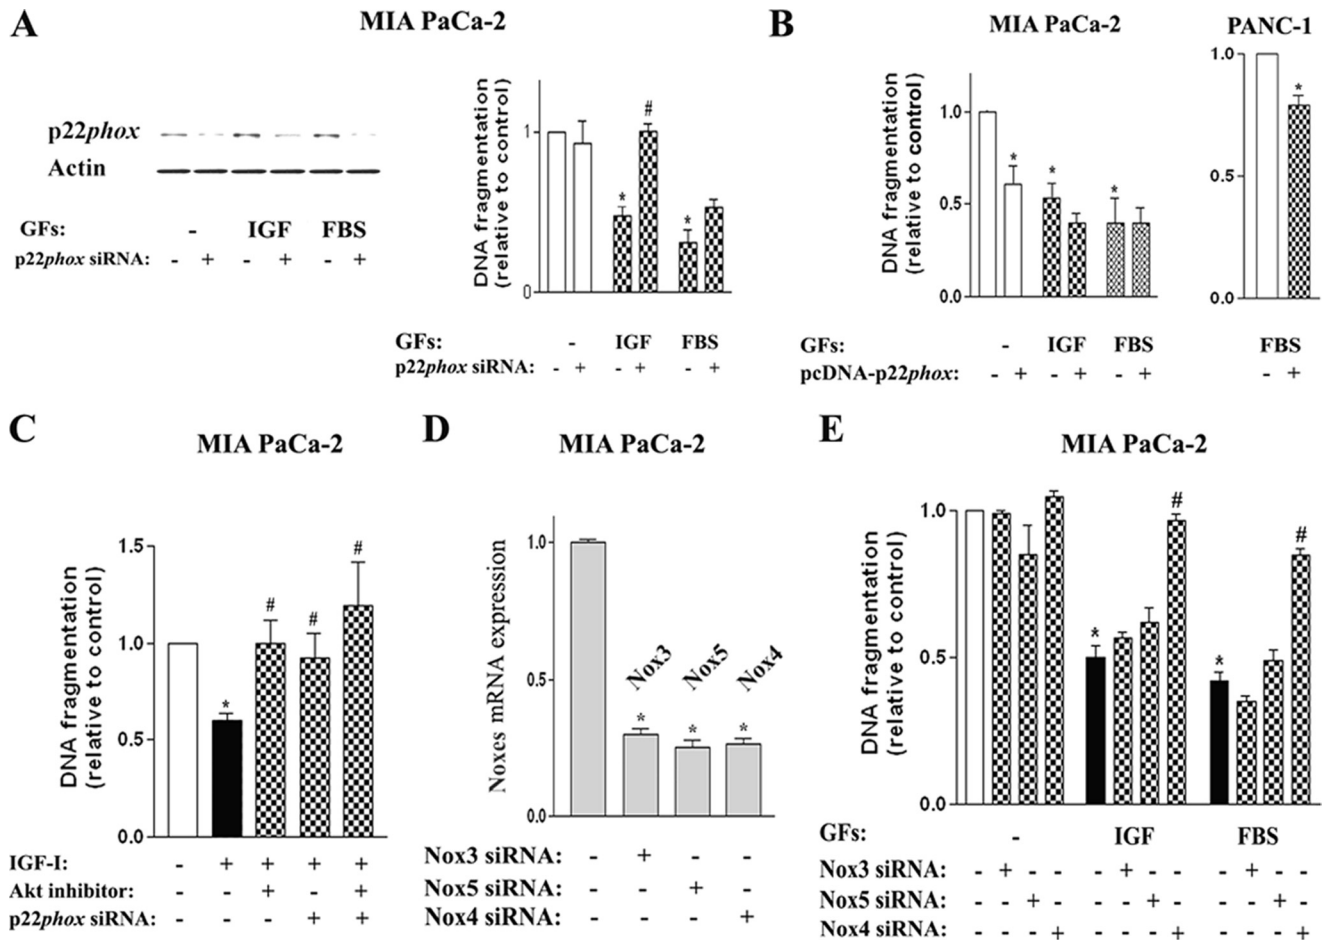 A
MIA PaCa-2
p22phox
Actin
GFs: - IGF FBS
p22phox siRNA: - + - + - +
DNA fragmentation
(relative to control)
1
0
* # *
GFs: - IGF FBS
p22phox siRNA: - + - + - +
B
MIA PaCa-2
DNA fragmentation
(relative to control)
1.0
0.5
0.0
* * *
GFs: - IGF FBS
pcDNA-p22phox: - + - + - +
PANC-1
1.0
0.5
0.0
*
FBS
- +
C
MIA PaCa-2
DNA fragmentation
(relative to control)
1.5
1.0
0.5
0.0
* # # #
IGF-I: - + + + +
Akt inhibitor: - - + - +
p22phox siRNA: - - - + +
D
MIA PaCa-2
Noxes mRNA expression
1.0
0.5
0.0
Nox3 Nox5 Nox4
* * *
Nox3 siRNA: - + - -
Nox5 siRNA: - - + -
Nox4 siRNA: - - - +
E
MIA PaCa-2
DNA fragmentation
(relative to control)
1.0
0.5
0.0
* # * #
GFs: - IGF FBS
Nox3 siRNA: - + - - - + - - - + - -
Nox5 siRNA: - - + - - - + - - - + -
Nox4 siRNA: - - - + - - - + - - - +